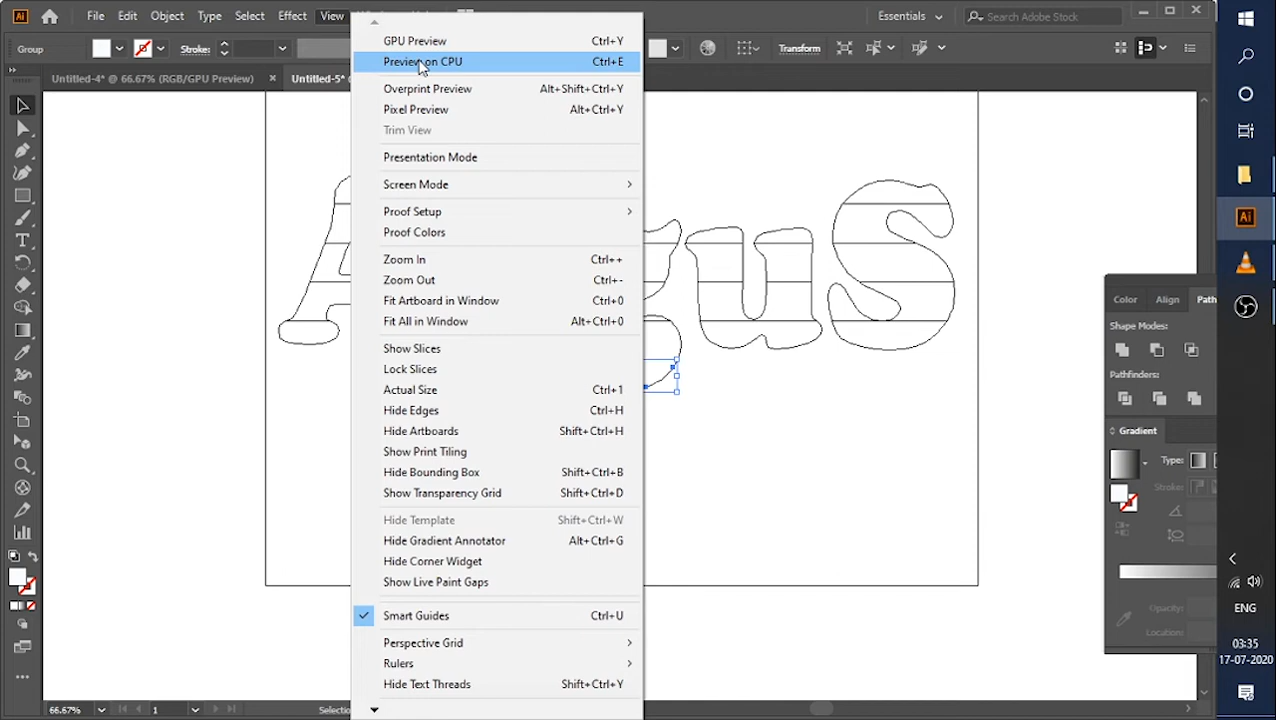 Ai File Edit Object Type Select Effect View Essentials Search Adobe Stock
Group Stroke: Transform
Untitled-4* @ 66.67% (RGB/GPU Preview) × Untitled-5*
GPU Preview Ctrl+Y
Preview on CPU Ctrl+E
Overprint Preview Alt+Shift+Ctrl+Y
Pixel Preview Alt+Ctrl+Y
Trim View
Presentation Mode
Screen Mode
Proof Setup
Proof Colors
Zoom In Ctrl++
Zoom Out Ctrl+-
Fit Artboard in Window Ctrl+0
Fit All in Window Alt+Ctrl+0
Show Slices
Lock Slices
Actual Size Ctrl+1
Hide Edges Ctrl+H
Hide Artboards Shift+Ctrl+H
Show Print Tiling
Hide Bounding Box Shift+Ctrl+B
Show Transparency Grid Shift+Ctrl+D
Hide Template Shift+Ctrl+W
Hide Gradient Annotator Alt+Ctrl+G
Hide Corner Widget
Show Live Paint Gaps
Smart Guides Ctrl+U
Perspective Grid
Rulers
Hide Text Threads Shift+Ctrl+Y
A us
Color Align Path
Shape Modes:
Pathfinders:
Gradient
Type:
Stroke:
Opacity:
Location:
66.67% 1 Selection
Ai
ENG
03:35
17-07-2020